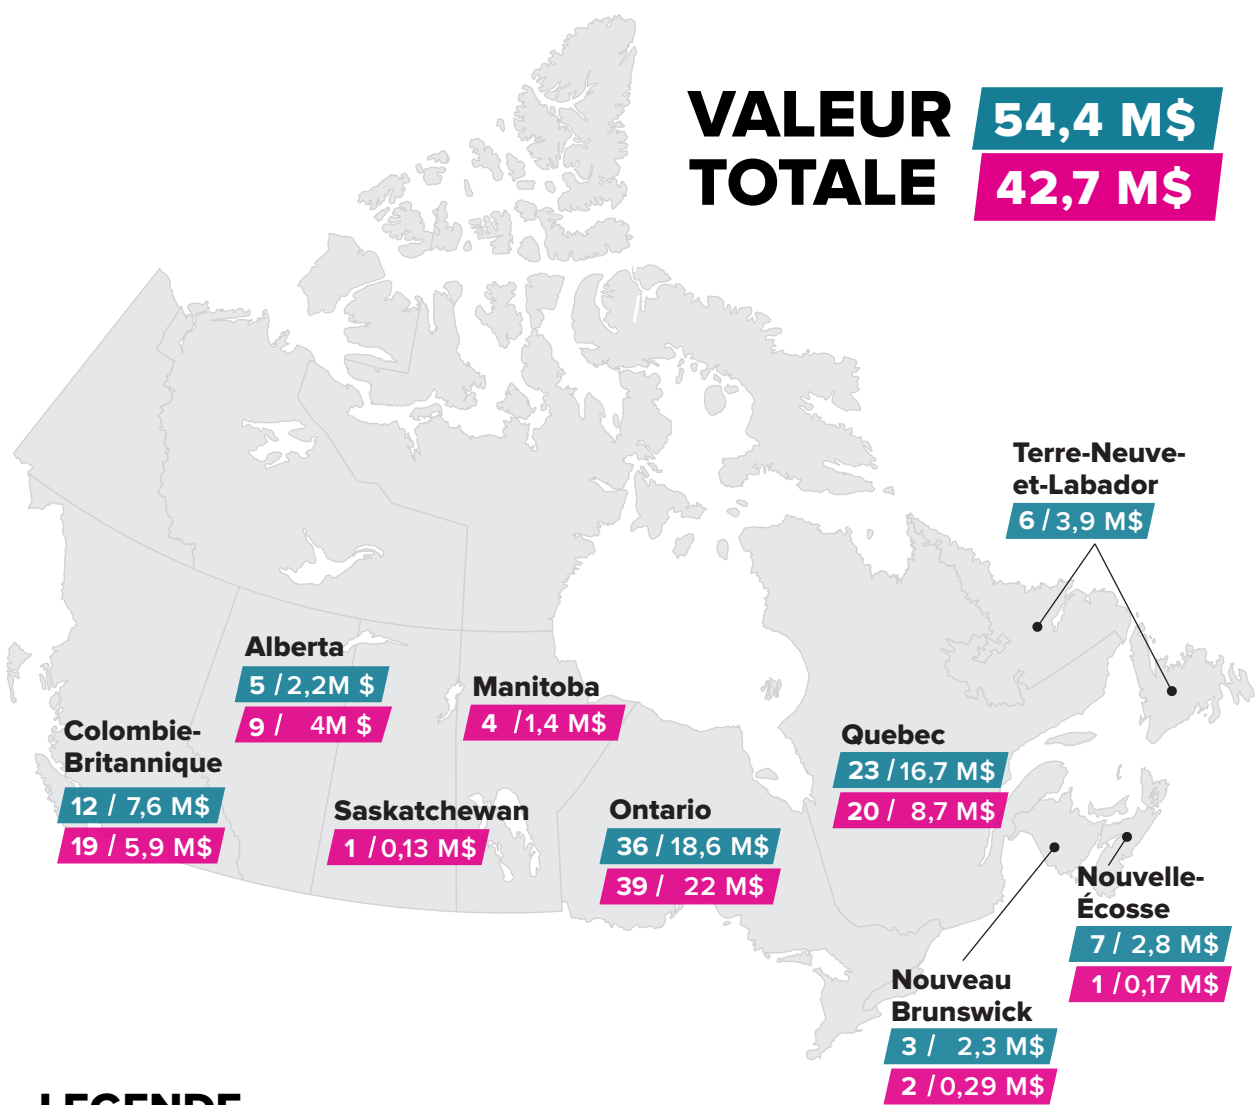 VALEUR
TOTALE
54,4 M$
42,7 M$
Terre-Neuve-
et-Labador
6 / 3,9 M$
Alberta
5 / 2,2M $
9 / 4M $
Manitoba
4 / 1,4 M$
Colombie-
Britannique
12 / 7,6 M$
19 / 5,9 M$
Saskatchewan
1 / 0,13 M$
Ontario
36 / 18,6 M$
39 / 22 M$
Quebec
23 / 16,7 M$
20 / 8,7 M$
Nouvelle-
Écosse
7 / 2,8 M$
1 / 0,17 M$
Nouveau
Brunswick
3 / 2,3 M$
2 / 0,29 M$
LEGENDE